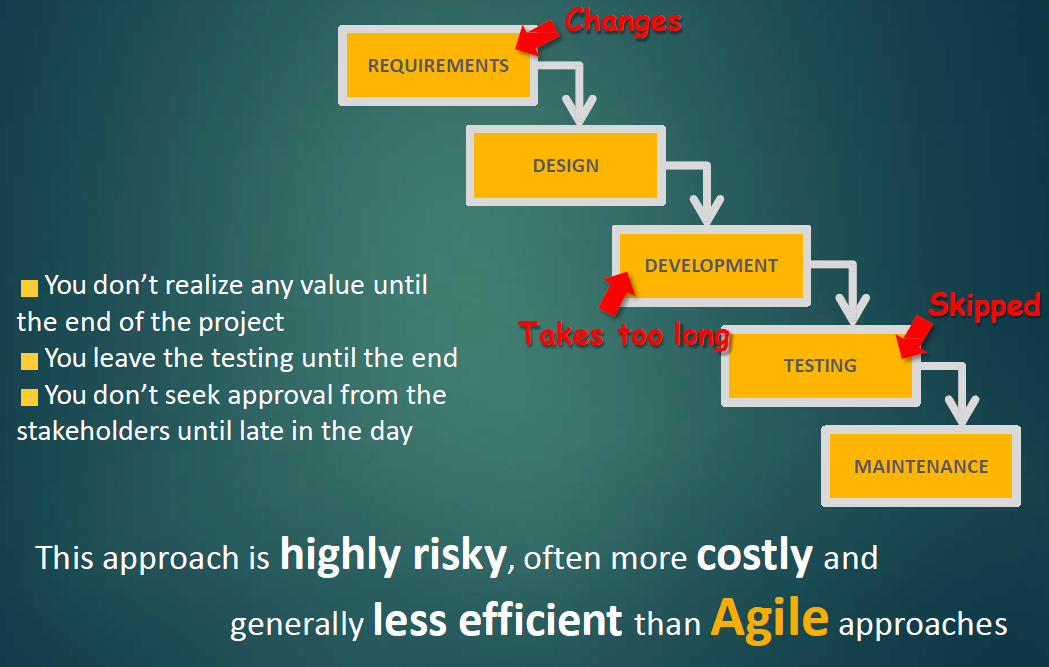 Changes
REQUIREMENTS
DESIGN
DEVELOPMENT
Takes too long
Skipped
TESTING
MAINTENANCE
You don’t realize any value until
the end of the project
You leave the testing until the end
You don’t seek approval from the
stakeholders until late in the day
This approach is highly risky, often more costly and
generally less efficient than Agile approaches